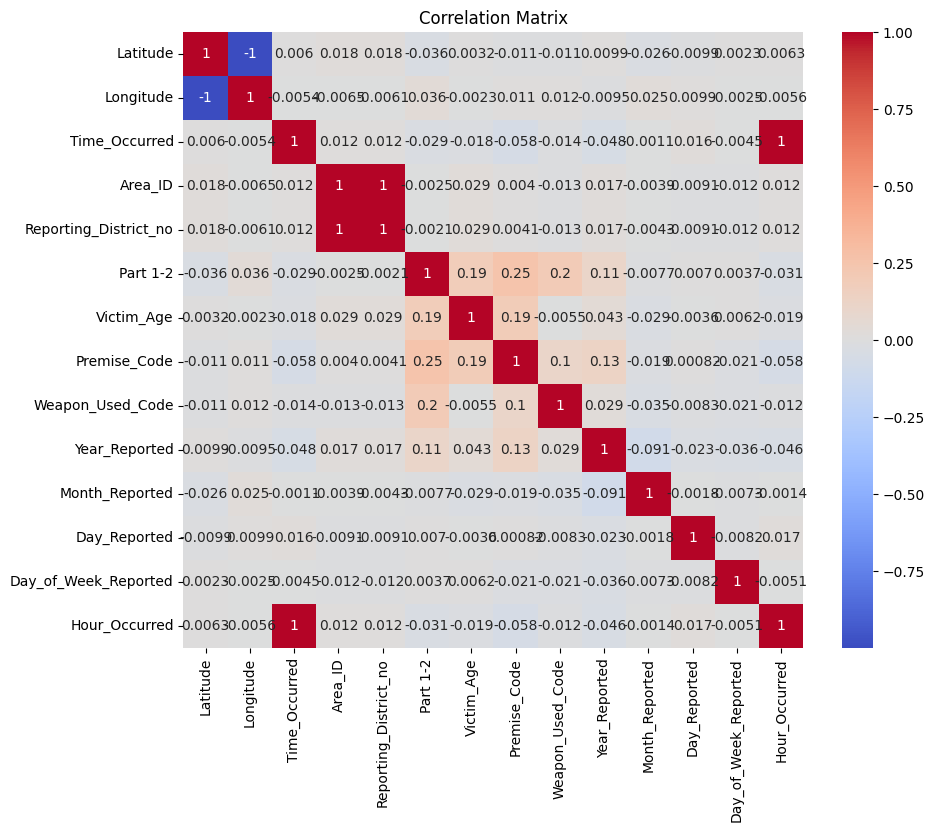 Correlation Matrix
Latitude 1 -1 0.006 0.018 0.018 -0.036 0.0032 -0.011 -0.011 0.0099 -0.026 -0.0099 0.0023 0.0063 1.00
Longitude -1 1 -0.0054 -0.0065 -0.0061 0.036 -0.0023 0.011 0.012 -0.0095 0.025 0.0099 -0.0025 -0.0056 0.75
Time_Occurred 0.006 -0.0054 1 0.012 0.012 -0.029 -0.018 -0.058 -0.014 -0.048 -0.0011 0.016 -0.0045 1
Area_ID 0.018 -0.0065 0.012 1 1 -0.0025 0.029 0.004 -0.013 0.017 -0.0039 -0.0091 -0.012 0.012 0.50
Reporting_District_no 0.018 -0.0061 0.012 1 1 -0.0021 0.029 0.0041 -0.013 0.017 -0.0043 -0.0091 -0.012 0.012
Part 1-2 -0.036 0.036 -0.029 -0.0025 -0.0021 1 0.19 0.25 0.2 0.11 -0.0077 0.007 0.0037 -0.031 0.25
Victim_Age -0.0032 -0.0023 -0.018 0.029 0.029 0.19 1 0.19 -0.0055 0.043 -0.029 -0.0036 0.0062 -0.019 0.00
Premise_Code -0.011 0.011 -0.058 0.004 0.0041 0.25 0.19 1 0.1 0.13 -0.019 0.00082 -0.021 -0.058
Weapon_Used_Code -0.011 0.012 -0.014 -0.013 -0.013 0.2 -0.0055 0.1 1 0.029 -0.035 -0.0083 -0.021 -0.012 −0.25
Year_Reported -0.0099 -0.0095 -0.048 0.017 0.017 0.11 0.043 0.13 0.029 1 -0.091 -0.023 -0.036 -0.046
Month_Reported -0.026 0.025 -0.0011 -0.0039 -0.0043 -0.0077 -0.029 -0.019 -0.035 -0.091 1 -0.0018 -0.0073 -0.0014 −0.50
Day_Reported -0.0099 0.0099 0.016 -0.0091 -0.0091 0.007 -0.0036 0.00082 -0.0083 -0.023 -0.0018 1 -0.0082 0.017
Day_of_Week_Reported -0.0023 -0.0025 -0.0045 -0.012 -0.012 0.0037 0.0062 -0.021 -0.021 -0.036 -0.0073 -0.0082 1 -0.0051 −0.75
Hour_Occurred -0.0063 -0.0056 1 0.012 0.012 -0.031 -0.019 -0.058 -0.012 -0.046 -0.0014 0.017 -0.0051 1
Latitude
Longitude
Time_Occurred
Area_ID
Reporting_District_no
Part 1-2
Victim_Age
Premise_Code
Weapon_Used_Code
Year_Reported
Month_Reported
Day_Reported
Day_of_Week_Reported
Hour_Occurred